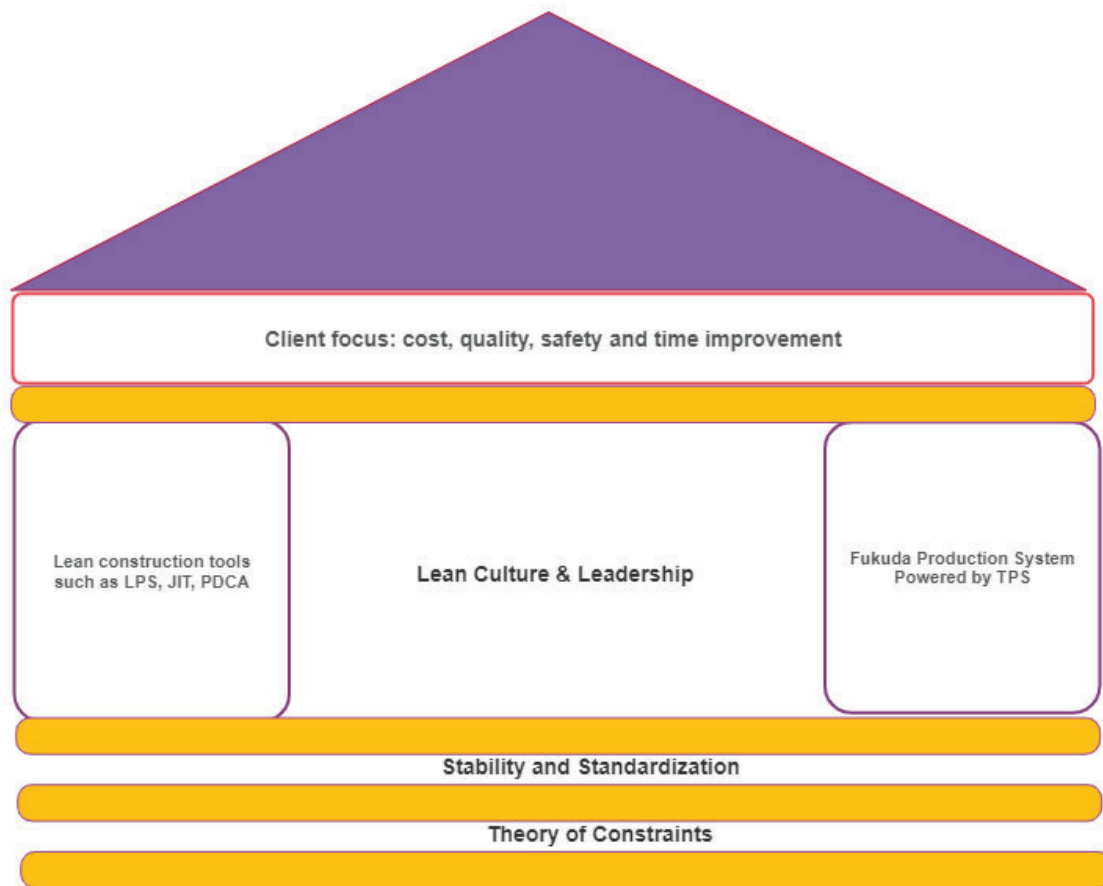 Client focus: cost, quality, safety and time improvement
Lean construction tools
such as LPS, JIT, PDCA
Lean Culture & Leadership
Fukuda Production System
Powered by TPS
Stability and Standardization
Theory of Constraints